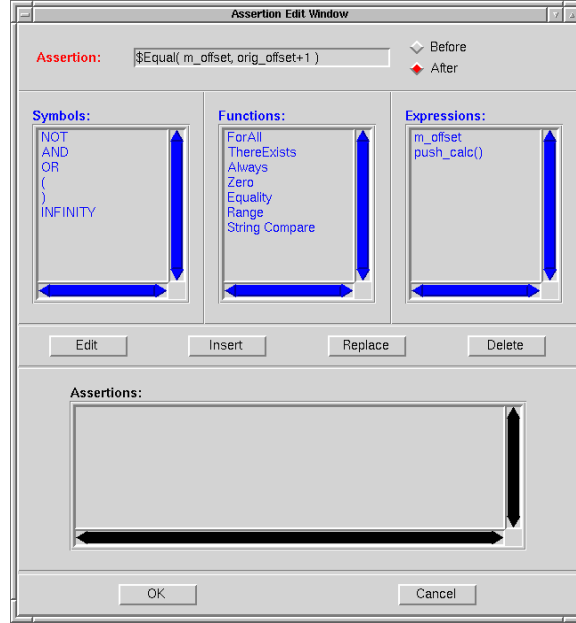 Assertion Edit Window
Assertion:
$Equal( m_offset, orig_offset+1 )
Before
After
Symbols:
NOT
AND
OR
(
)
INFINITY
Functions:
ForAll
ThereExists
Always
Zero
Equality
Range
String Compare
Expressions:
m_offset
push_calc()
Edit
Insert
Replace
Delete
Assertions:
OK
Cancel